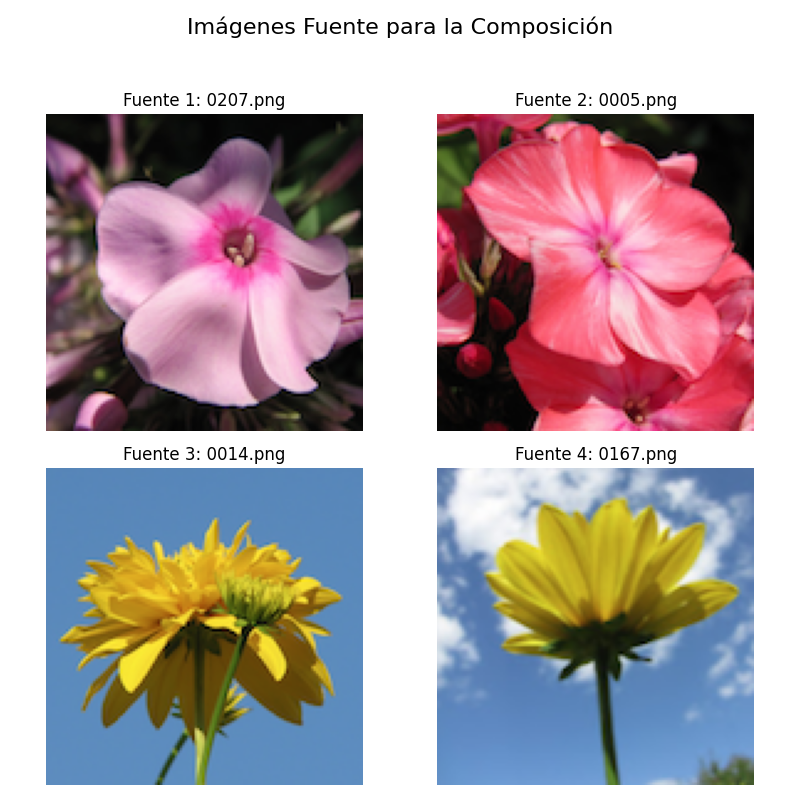 Imágenes Fuente para la Composición
Fuente 1: 0207.png
Fuente 2: 0005.png
Fuente 3: 0014.png
Fuente 4: 0167.png